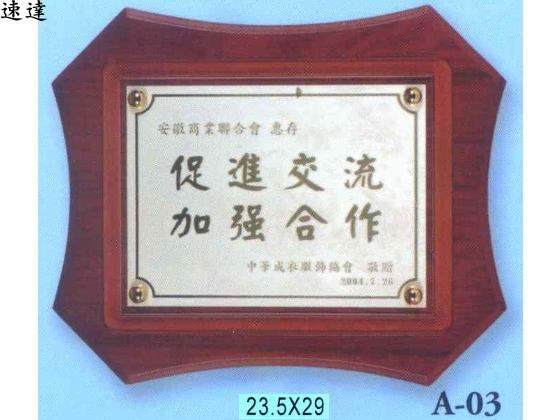 速達
安徽商業聯合會 惠存
促進交流
加强合作
中華成衣服飾協會 敬贈
2004.7.26
23.5X29
A-03